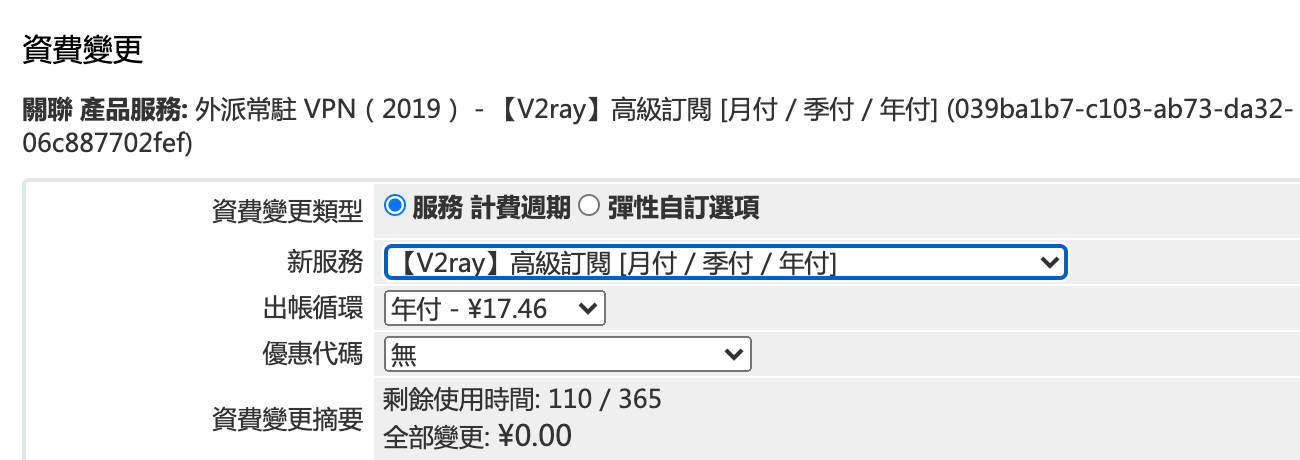 資費變更
關聯 產品服務: 外派常駐 VPN ( 2019 ) - 【V2ray】高級訂閱 [月付 / 季付 / 年付] (039ba1b7-c103-ab73-da32-
06c887702fef)
資費變更類型 服務 計費週期 彈性自訂選項
新服務 【V2ray】高級訂閱 [月付 / 季付 / 年付]
出帳循環 年付 - ¥17.46
優惠代碼 無
剩餘使用時間: 110 / 365
資費變更摘要
全部變更: ¥0.00